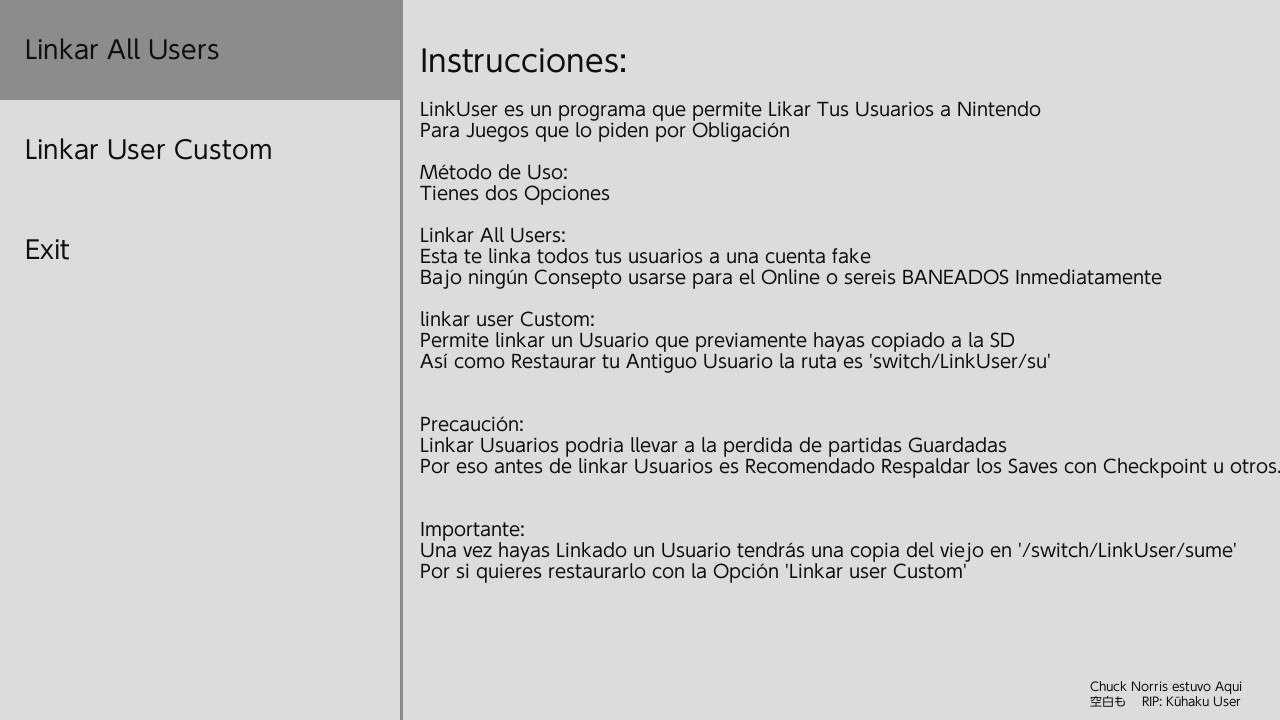 Linkar All Users
Linkar User Custom
Exit
Instrucciones:
LinkUser es un programa que permite Likar Tus Usuarios a Nintendo
Para Juegos que lo piden por Obligación
Método de Uso:
Tienes dos Opciones
Linkar All Users:
Esta te linka todos tus usuarios a una cuenta fake
Bajo ningún Consepto usarse para el Online o sereis BANEADOS Inmediatamente
linkar user Custom:
Permite linkar un Usuario que previamente hayas copiado a la SD
Así como Restaurar tu Antiguo Usuario la ruta es 'switch/LinkUser/su'
Precaución:
Linkar Usuarios podria llevar a la perdida de partidas Guardadas
Por eso antes de linkar Usuarios es Recomendado Respaldar los Saves con Checkpoint u otros.
Importante:
Una vez hayas Linkado un Usuario tendrás una copia del viejo en '/switch/LinkUser/sume'
Por si quieres restaurarlo con la Opción 'Linkar user Custom'
Chuck Norris estuvo Aqui
空白も RIP: Kūhaku User